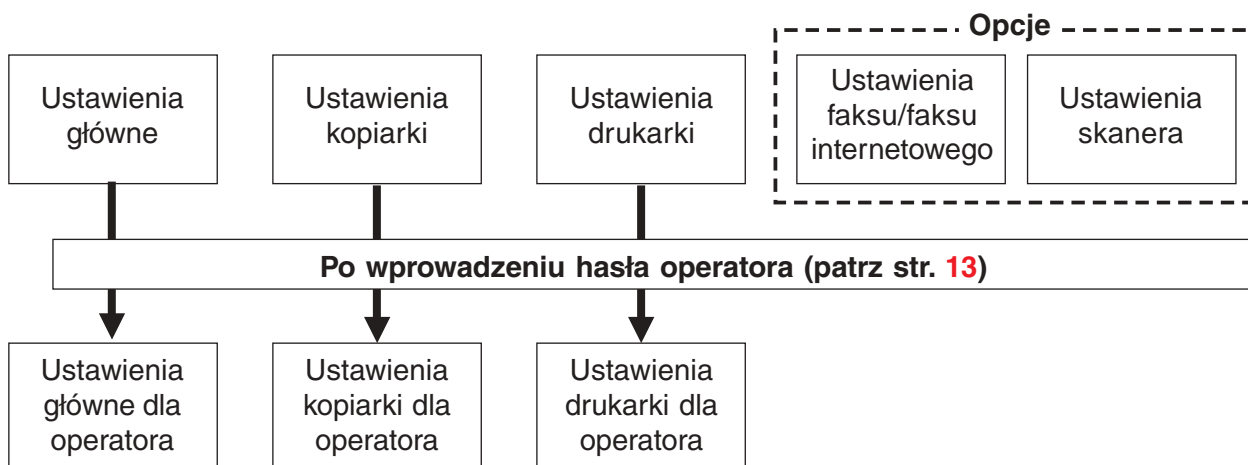 Opcje
Ustawienia
główne
Ustawienia
kopiarki
Ustawienia
drukarki
Ustawienia
faksu/faksu
internetowego
Ustawienia
skanera
Po wprowadzeniu hasła operatora (patrz str. 13)
Ustawienia
główne dla
operatora
Ustawienia
kopiarki dla
operatora
Ustawienia
drukarki dla
operatora